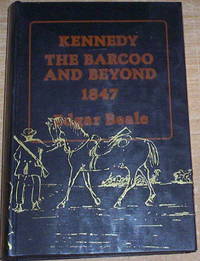 KENNEDY
THE BARCOO
AND BEYOND
1847
Edgar Beale